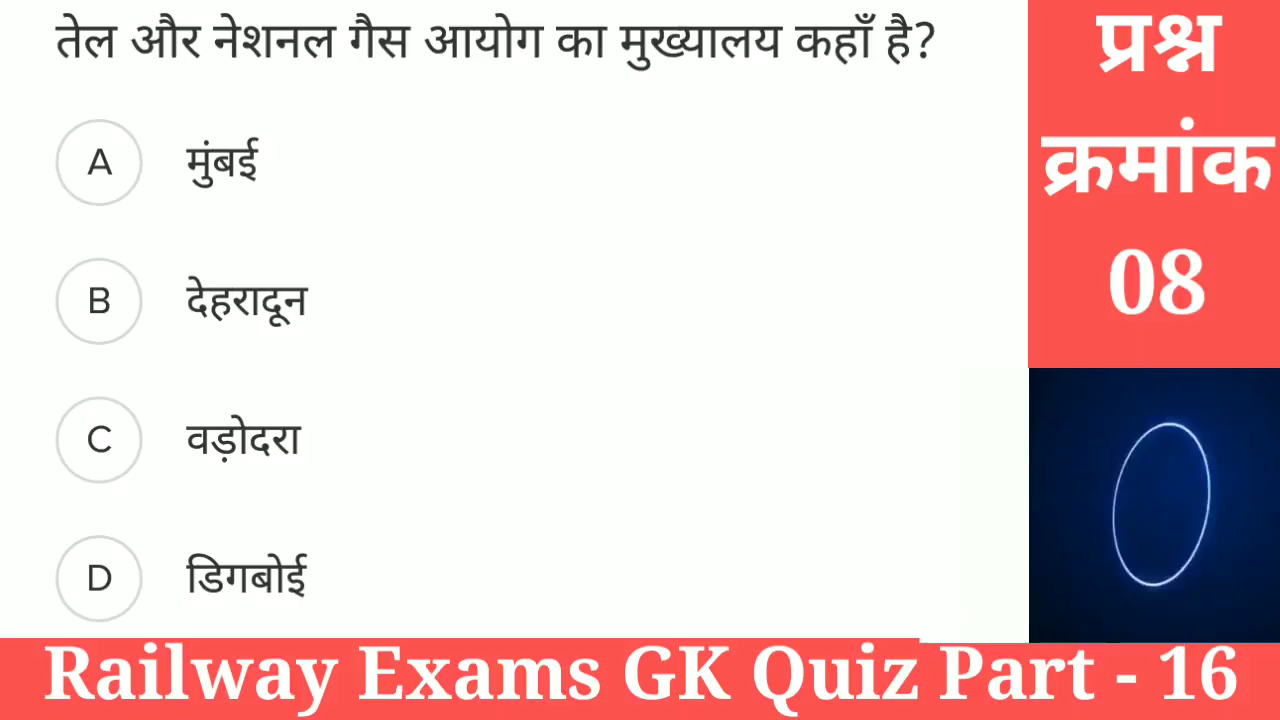 तेल और नेशनल गैस आयोग का मुख्यालय कहाँ है?
A मुंबई
B देहरादून
C वड़ोदरा
D डिगबोई
प्रश्न
क्रमांक
08
Railway Exams GK Quiz Part - 16